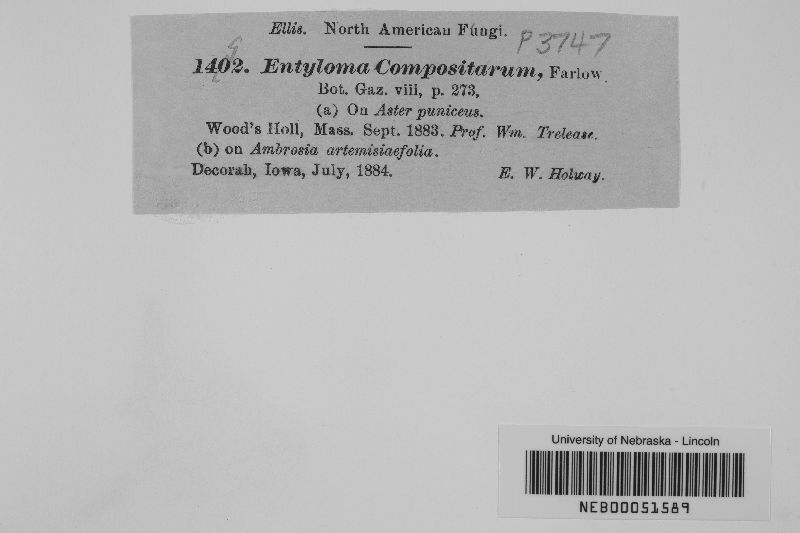 Ellis. North American Fungi.
P 3747
1402. Entyloma Compositarum, Farlow.
Bot. Gaz. viii, p. 273,
(a) On Aster puniceus.
Wood's Holl, Mass. Sept. 1883. Prof. Wm. Trelease.
(b) on Ambrosia artemisiaefolia.
Decorah, Iowa, July, 1884. E. W. Holway.
University of Nebraska - Lincoln
NEB00051589